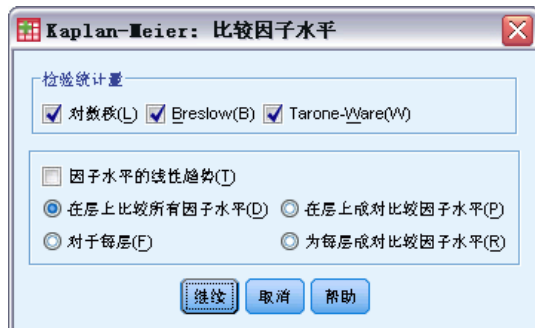 Kaplan-Meier: 比较因子水平
检验统计量
对数秩(L) Breslow(B) Tarone-Ware(W)
因子水平的线性趋势(T)
在层上比较所有因子水平(D) 在层上成对比较因子水平(P)
对于每层(F) 为每层成对比较因子水平(R)
继续 取消 帮助